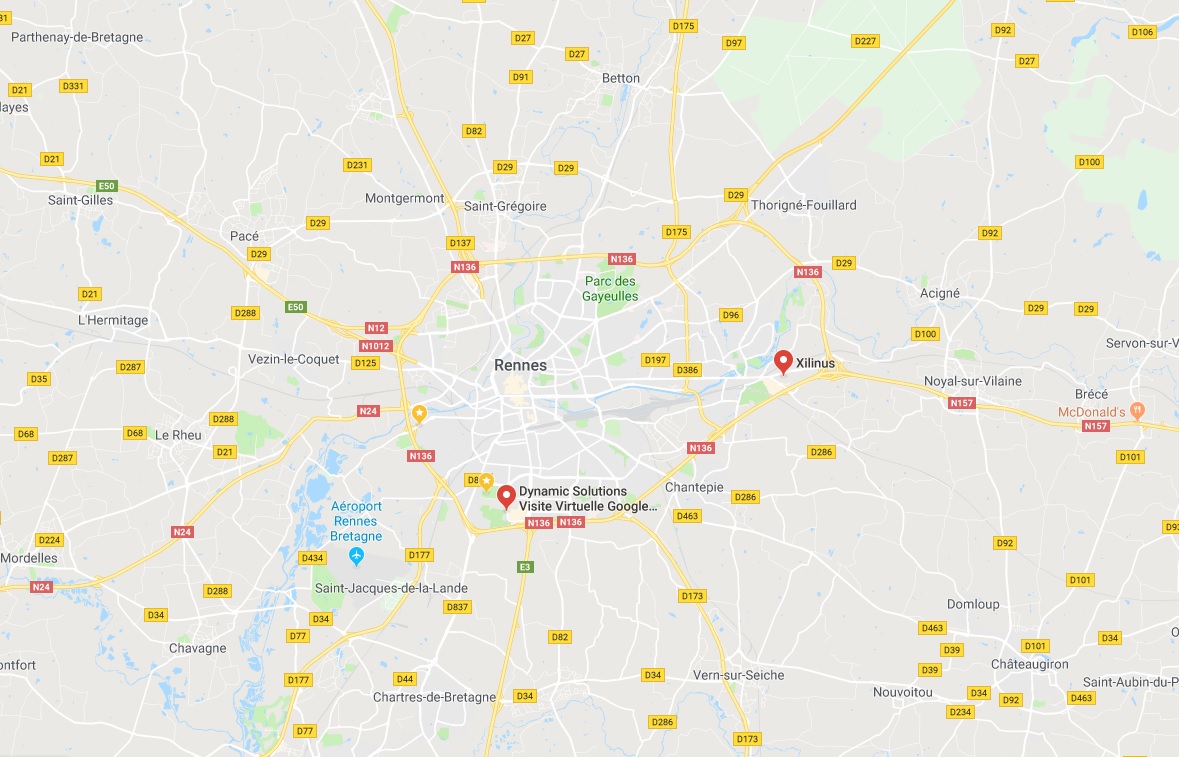 D175
D27
D92
D106
Parthenay-de-Bretagne
D97
D227
D27
D27
D91
Betton
D21
D331
D82
D21
D231
D29
D29
D100
E50
Saint-Gilles
Montgermont
Saint-Grégoire
D29
Thorigné-Fouillard
D29
D175
D92
Pacé
D137
D29
N136
N136
N136
D29
Parc des
Gayeulles
D21
Acigné
E50
D288
L'Hermitage
D96
D29
D29
N12
D100
N1012
Servon-sur-V
Vezin-le-Coquet
D125
Rennes
D197
D386
Xilinus
D287
D35
Noyal-sur-Vilaine
Brécé
N157
McDonald's
N157
N24
D288
D68
D68
Le Rheu
D21
D287
N136
N136
D286
D101
D8
Dynamic Solutions
Visite Virtuelle Google...
Chantepie
D286
Aéroport
Rennes
Bretagne
N136
N136
D463
N24
D224
Mordelles
D434
D177
D92
E3
N24
D288
Saint-Jacques-de-la-Lande
D173
D101
D34
D34
D837
Domloup
D77
D82
D463
D34
Chavagne
D39
D101
Châteaugiron
D177
D44
D34
Vern-sur-Seiche
D39
Saint-Aubin-du-P
Chartres-de-Bretagne
D34
Nouvoitou
D34
D92
D463
D234
D77
D286
D173